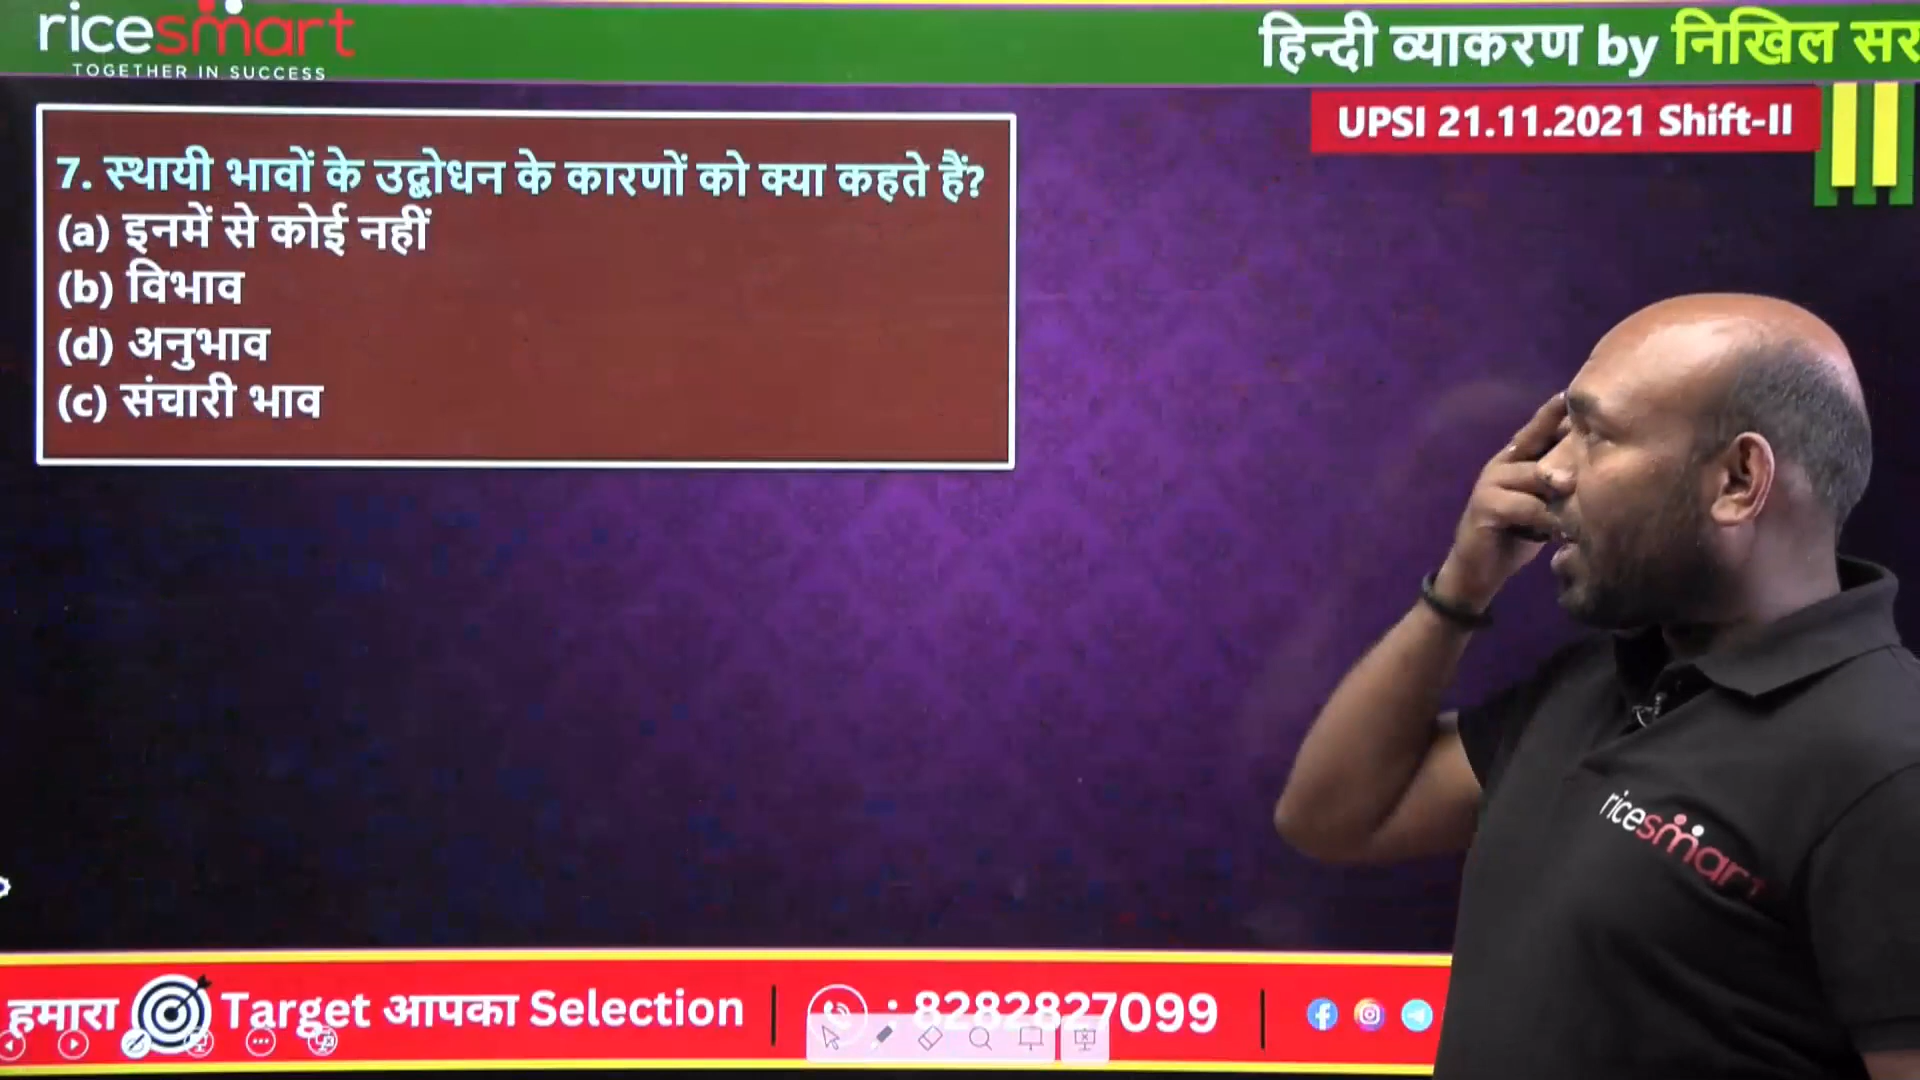 ricesmart
TOGETHER IN SUCCESS
हिन्दी व्याकरण by निखिल सर
UPSI 21.11.2021 Shift-II
7. स्थायी भावों के उद्बोधन के कारणों को क्या कहते हैं?
(a) इनमें से कोई नहीं
(b) विभाव
(d) अनुभाव
(c) संचारी भाव
ricesmart
हमारा Target आपका Selection
: 8282827099